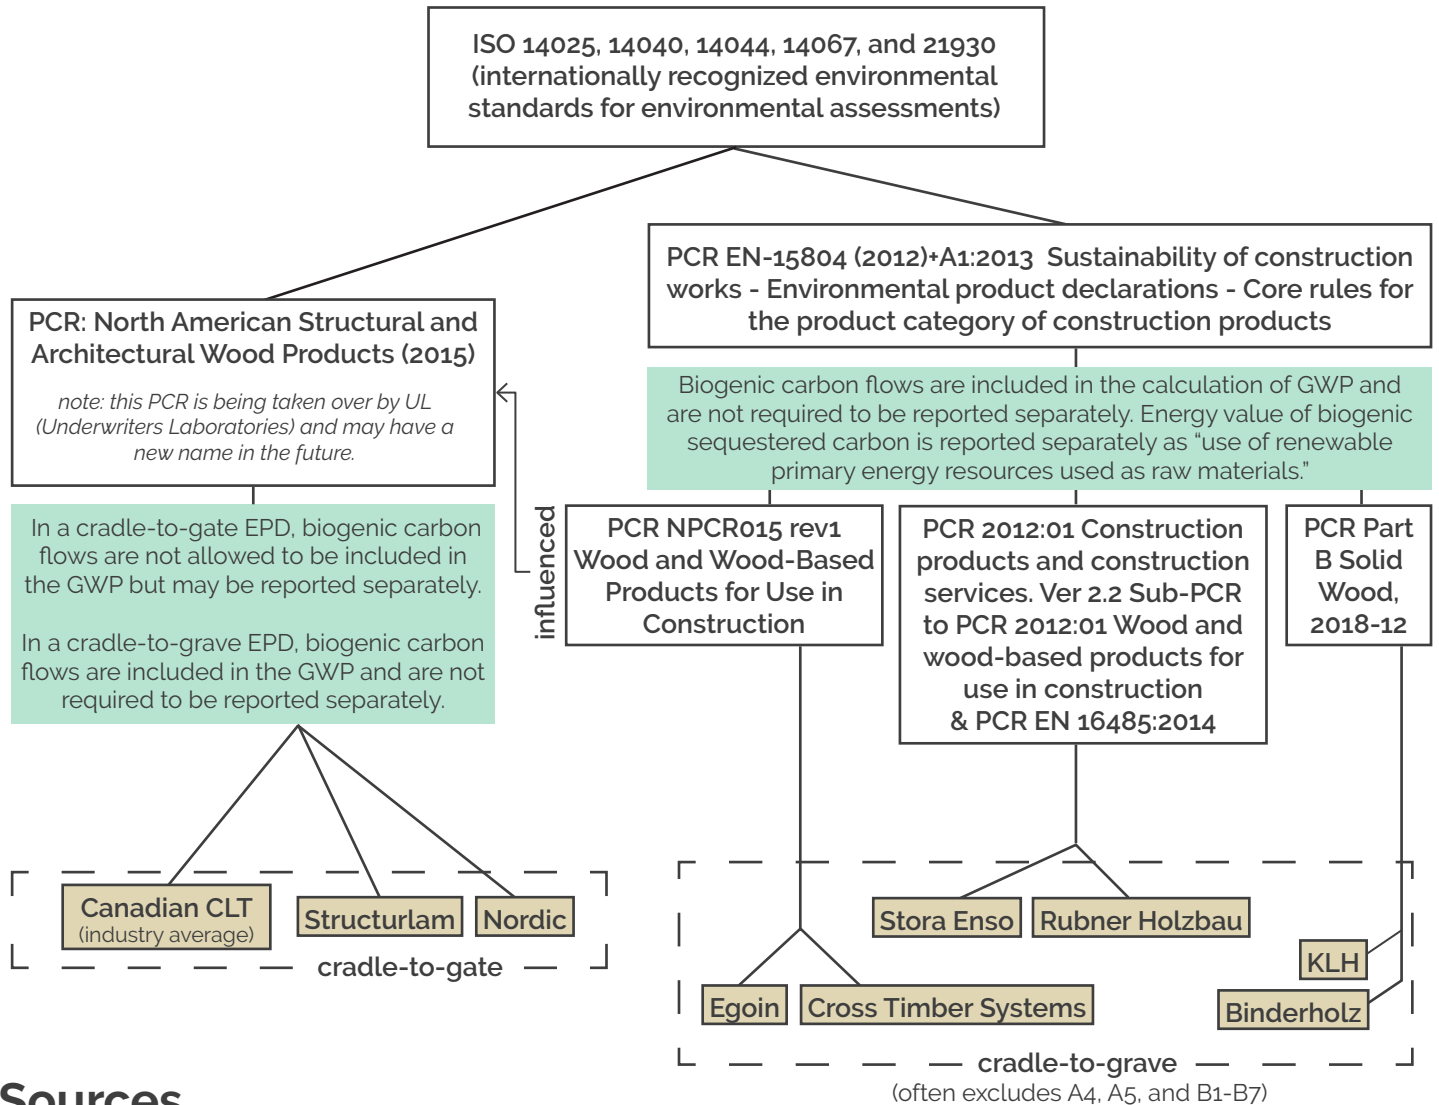 ISO 14025, 14040, 14044, 14067, and 21930
(internationally recognized environmental
standards for environmental assessments)
PCR EN-15804 (2012)+A1:2013 Sustainability of construction
works - Environmental product declarations - Core rules for
the product category of construction products
PCR: North American Structural and
Architectural Wood Products (2015)
note: this PCR is being taken over by UL
(Underwriters Laboratories) and may have a
new name in the future.
Biogenic carbon flows are included in the calculation of GWP and
are not required to be reported separately. Energy value of biogenic
sequestered carbon is reported separately as “use of renewable
primary energy resources used as raw materials.”
In a cradle-to-gate EPD, biogenic carbon
flows are not allowed to be included in
the GWP but may be reported separately.
In a cradle-to-grave EPD, biogenic carbon
flows are included in the GWP and are not
required to be reported separately.
influenced
PCR NPCR015 rev1
Wood and Wood-Based
Products for Use in
Construction
PCR 2012:01 Construction
products and construction
services. Ver 2.2 Sub-PCR
to PCR 2012:01 Wood and
wood-based products for
use in construction
& PCR EN 16485:2014
PCR Part
B Solid
Wood,
2018-12
Canadian CLT
(industry average)
Structurlam
Nordic
cradle-to-gate
Stora Enso
Rubner Holzbau
KLH
Egoin
Cross Timber Systems
Binderholz
cradle-to-grave
(often excludes A4, A5, and B1-B7)
Sources